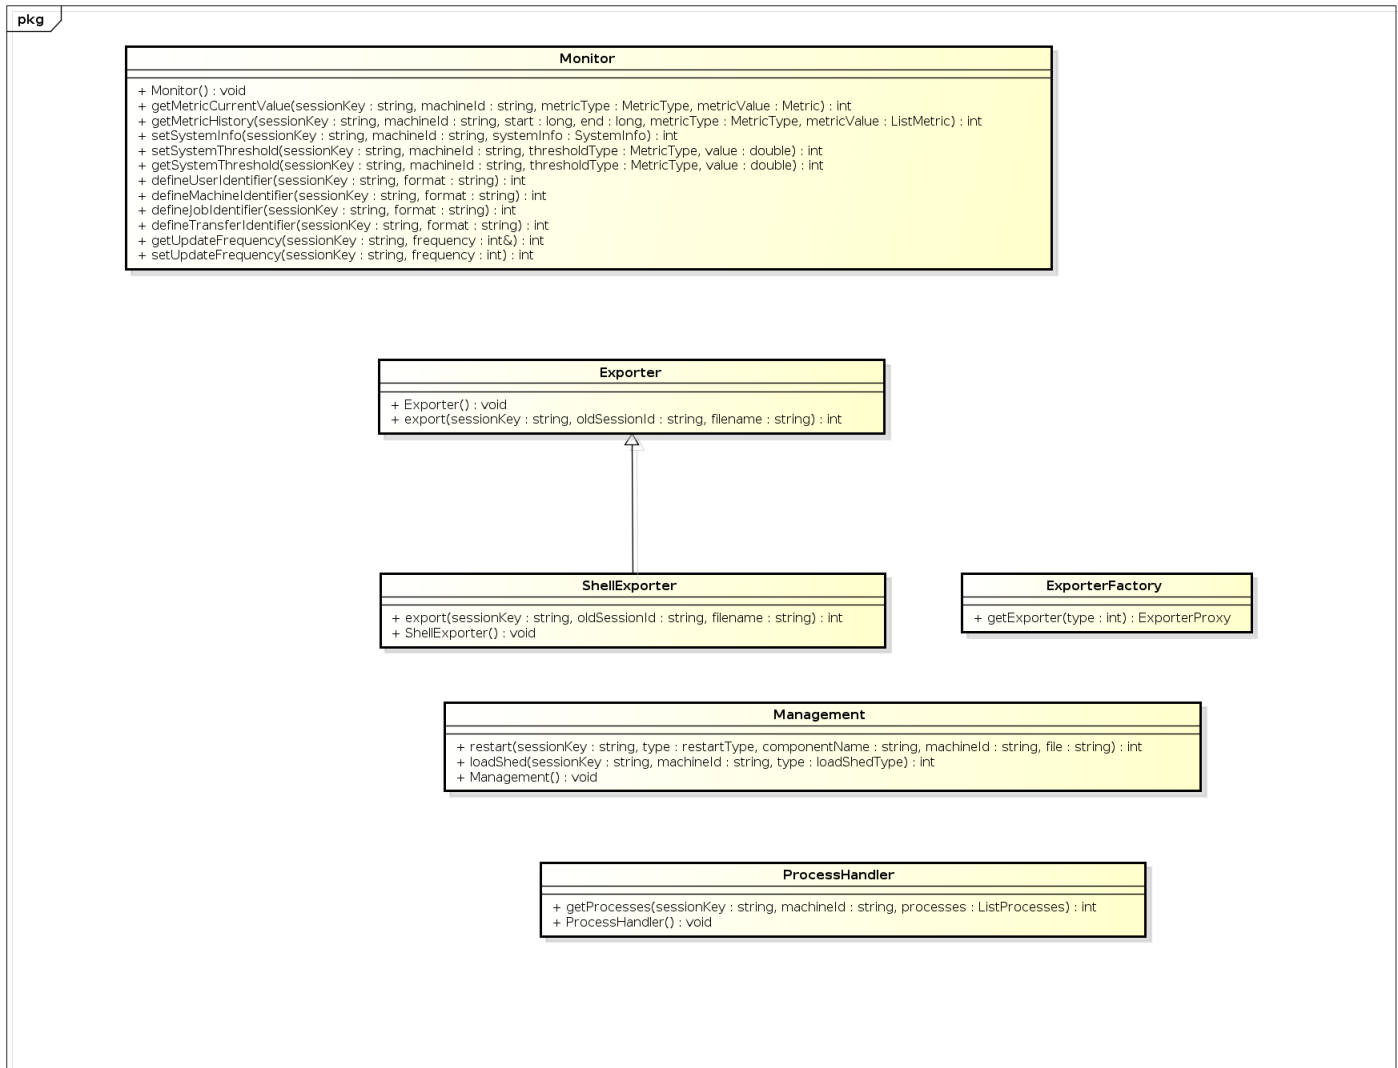 pkg
Monitor
+ Monitor() : void
+ getMetricCurrentValue(sessionKey : string, machineId : string, metricType : MetricType, metricValue : Metric) : int
+ getMetricHistory(sessionKey : string, machineId : string, start : long, end : long, metricType : MetricType, metricValue : ListMetric) : int
+ setSystemInfo(sessionKey : string, machineId : string, systemInfo : SystemInfo) : int
+ setSystemThreshold(sessionKey : string, machineId : string, thresholdType : MetricType, value : double) : int
+ getSystemThreshold(sessionKey : string, machineId : string, thresholdType : MetricType, value : double) : int
+ defineUserIdentifier(sessionKey : string, format : string) : int
+ defineMachineIdentifier(sessionKey : string, format : string) : int
+ defineJobIdentifier(sessionKey : string, format : string) : int
+ defineTransferIdentifier(sessionKey : string, format : string) : int
+ getUpdateFrequency(sessionKey : string, frequency : int&) : int
+ setUpdateFrequency(sessionKey : string, frequency : int) : int
Exporter
+ Exporter() : void
+ export(sessionKey : string, oldSessionId : string, filename : string) : int
ShellExporter
+ export(sessionKey : string, oldSessionId : string, filename : string) : int
+ ShellExporter() : void
ExporterFactory
+ getExporter(type : int) : ExporterProxy
Management
+ restart(sessionKey : string, type : restartType, componentName : string, machineId : string, file : string) : int
+ loadShed(sessionKey : string, machineId : string, type : loadShedType) : int
+ Management() : void
ProcessHandler
+ getProcesses(sessionKey : string, machineId : string, processes : ListProcesses) : int
+ ProcessHandler() : void